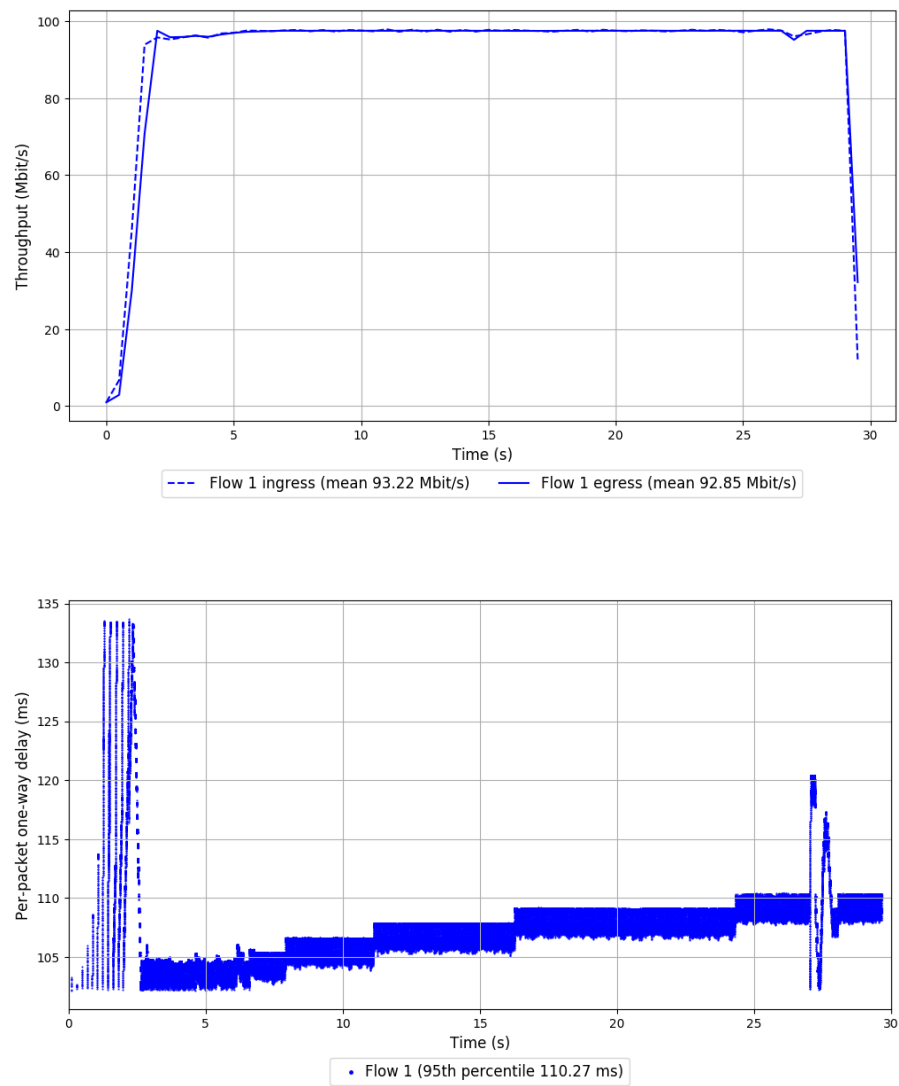 100
80
60
40
20
0
Throughput (Mbit/s)
0 5 10 15 20 25 30
Time (s)
Flow 1 ingress (mean 93.22 Mbit/s) Flow 1 egress (mean 92.85 Mbit/s)
135
130
125
120
115
110
105
Per-packet one-way delay (ms)
0 5 10 15 20 25 30
Time (s)
Flow 1 (95th percentile 110.27 ms)